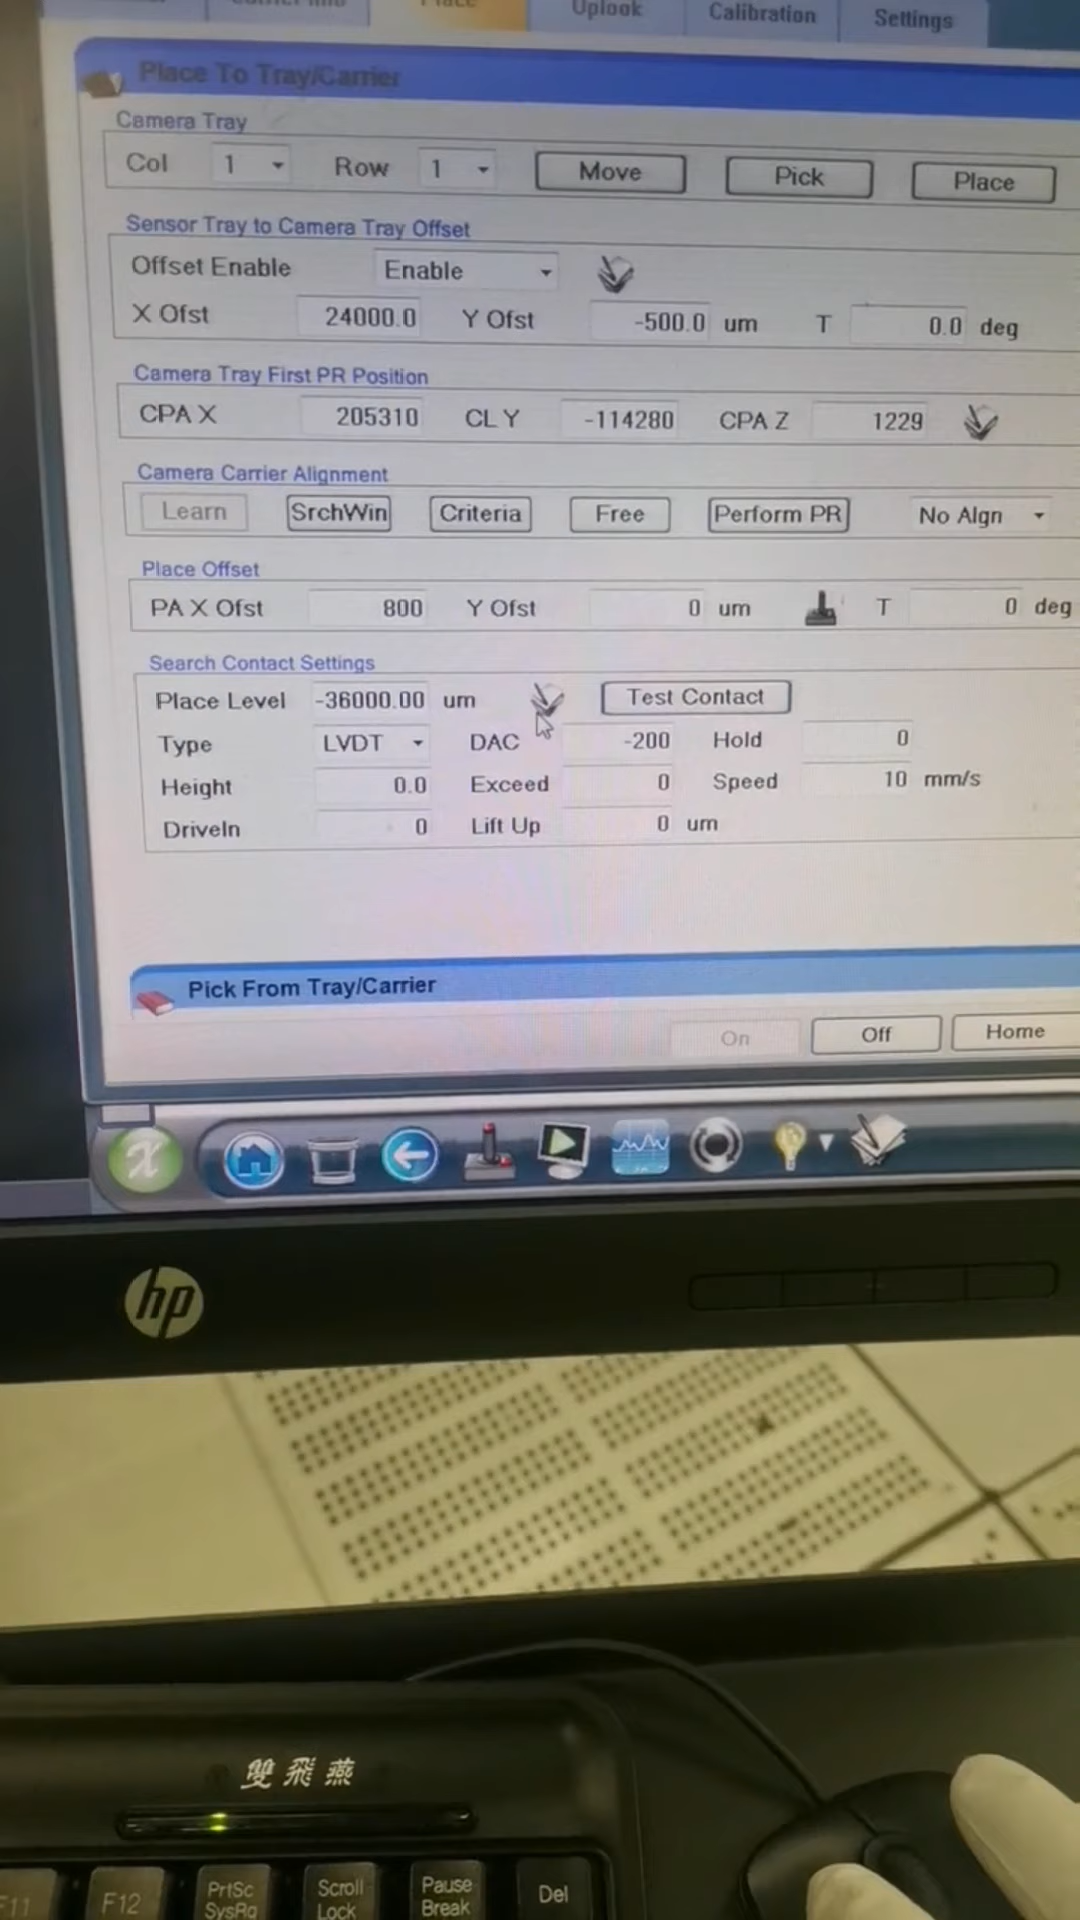 Place Uplook Calibration Settings
Place To Tray/Carrier
Camera Tray
Col 1 Row 1 Move Pick Place
Sensor Tray to Camera Tray Offset
Offset Enable Enable
X Ofst 24000.0 Y Ofst -500.0 um T 0.0 deg
Camera Tray First PR Position
CPA X 205310 CL Y -114280 CPA Z 1229
Camera Carrier Alignment
Learn SrchWin Criteria Free Perform PR No Algn
Place Offset
PA X Ofst 800 Y Ofst 0 um T 0 deg
Search Contact Settings
Place Level -36000.00 um Test Contact
Type LVDT DAC -200 Hold 0
Height 0.0 Exceed 0 Speed 10 mm/s
DriveIn 0 Lift Up 0 um
Pick From Tray/Carrier
On Off Home
X
hp
雙飛燕
F11 F12 PrtSc Scroll Pause Del
SysRq Lock Break